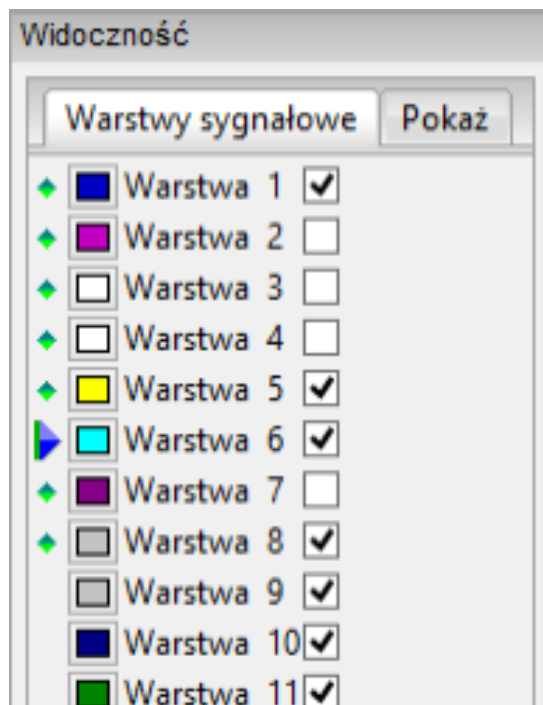 Widoczność
Warstwy sygnałowe Pokaż
Warstwa 1
Warstwa 2
Warstwa 3
Warstwa 4
Warstwa 5
Warstwa 6
Warstwa 7
Warstwa 8
Warstwa 9
Warstwa 10
Warstwa 11